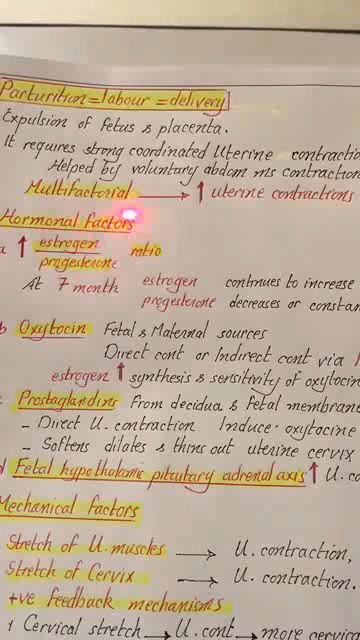 Parturition = labour = delivery
Expulsion of fetus & placenta.
It requires strong coordinated Uterine contractio
Helped by voluntary abdom ms contraction
Multifactorial → ↑ uterine contractions
Hormonal factors
a ↑ estrogen ratio
progesterone
At 7 month estrogen continues to increase
progesterone decreases or constan
b Oxytocin Fetal & Maternal sources
Direct cont or Indirect cont via
estrogen ↑ synthesis & sensitivity of oxytocin
Prostaglandins From decidua & fetal membrane
- Direct U. contraction Induce oxytocine
- Softens dilates & thins out uterine cervix
d Fetal hypothalamic pituitary adrenal axis ↑ U. co
Mechanical factors
Stretch of U. muscles → U. contraction,
Stretch of Cervix → U. contraction.
+ve feedback mechanisms
1 Cervical stretch → U. cont → more cervic